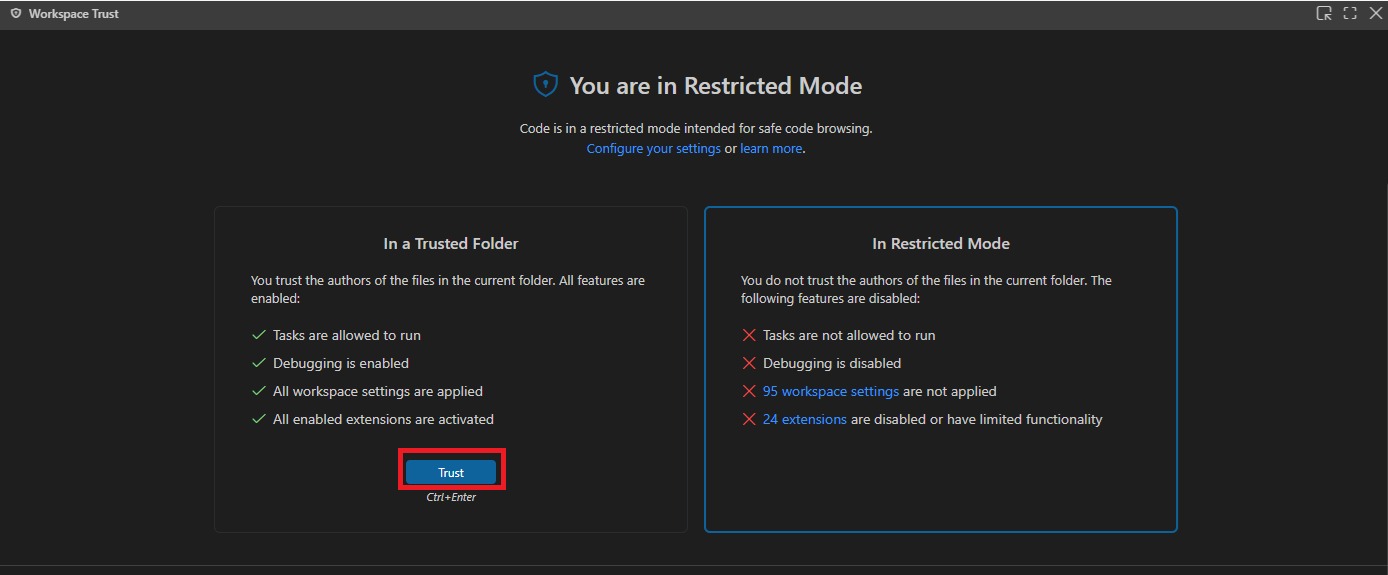 Workspace Trust
You are in Restricted Mode
Code is in a restricted mode intended for safe code browsing.
Configure your settings or learn more.
In a Trusted Folder
You trust the authors of the files in the current folder. All features are
enabled:
Tasks are allowed to run
Debugging is enabled
All workspace settings are applied
All enabled extensions are activated
Trust
Ctrl+Enter
In Restricted Mode
You do not trust the authors of the files in the current folder. The
following features are disabled:
Tasks are not allowed to run
Debugging is disabled
95 workspace settings are not applied
24 extensions are disabled or have limited functionality